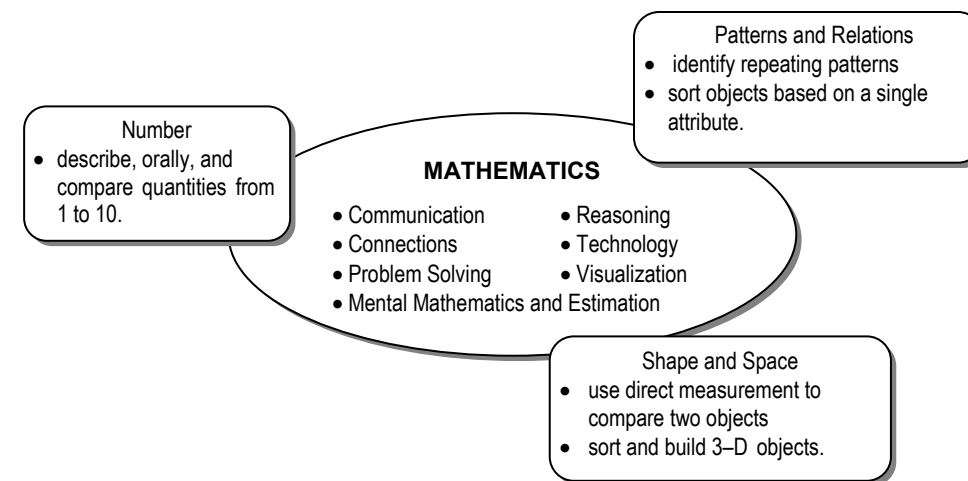 Patterns and Relations
• identify repeating patterns
• sort objects based on a single
attribute.
Number
• describe, orally, and
compare quantities from
1 to 10.
MATHEMATICS
• Communication
• Reasoning
• Connections
• Technology
• Problem Solving
• Visualization
• Mental Mathematics and Estimation
Shape and Space
• use direct measurement to
compare two objects
• sort and build 3–D objects.